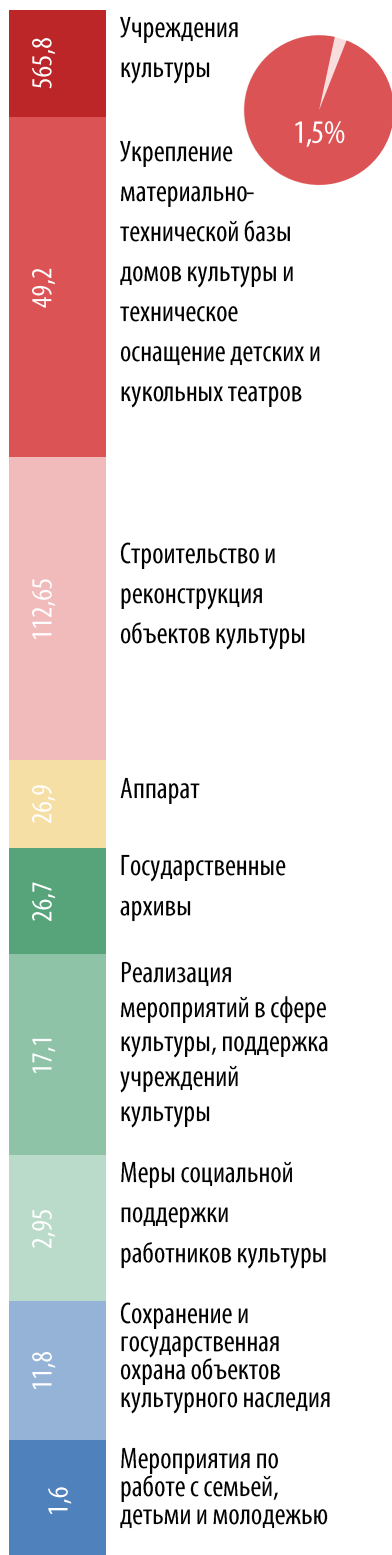 565,8
Учреждения
культуры
1,5%
49,2
Укрепление
материально-
технической базы
домов культуры и
техническое
оснащение детских и
кукольных театров
112,65
Строительство и
реконструкция
объектов культуры
26,9
Аппарат
26,7
Государственные
архивы
17,1
Реализация
мероприятий в сфере
культуры, поддержка
учреждений
культуры
2,95
Меры социальной
поддержки
работников культуры
11,8
Сохранение и
государственная
охрана объектов
культурного наследия
1,6
Мероприятия по
работе с семьей,
детьми и молодежью